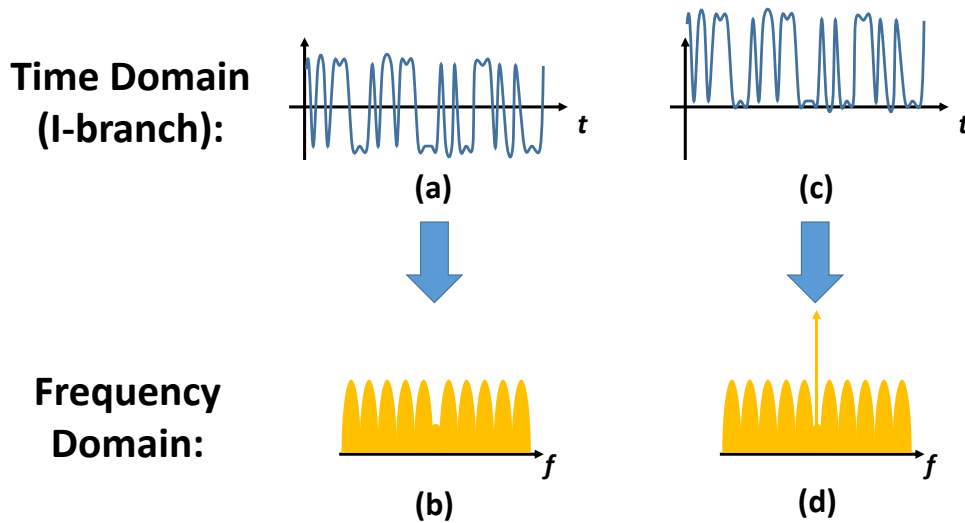 Time Domain
(I-branch):
t
t
(a)
(c)
Frequency
Domain:
f
f
(b)
(d)